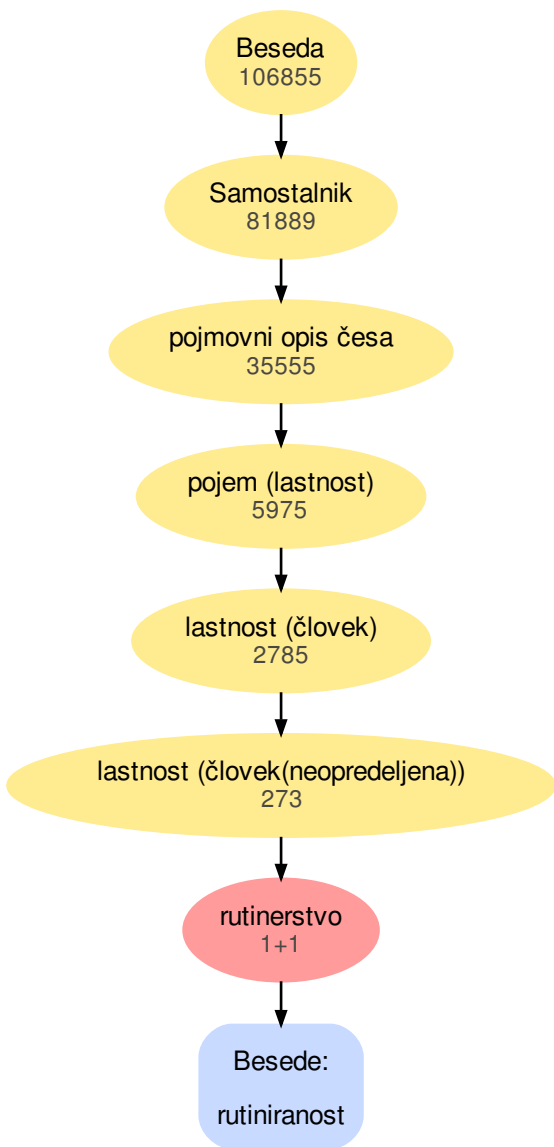 Beseda
106855
Samostalnik
81889
pojmovni opis česa
35555
pojem (lastnost)
5975
lastnost (človek)
2785
lastnost (človek(neopredeljena))
273
rutinerstvo
1+1
Besede:
rutiniranost